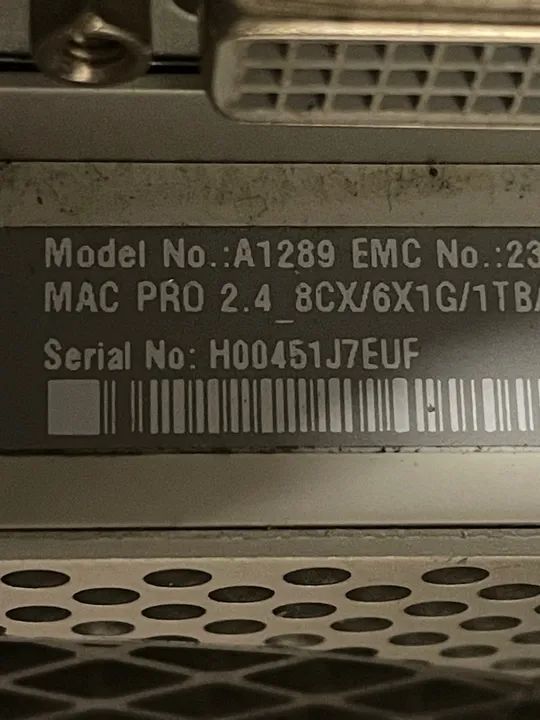 Model No.:A1289 EMC No.:23
MAC PRO 2.4_8CX/6X1G/1TB/
Serial No: H00451J7EUF